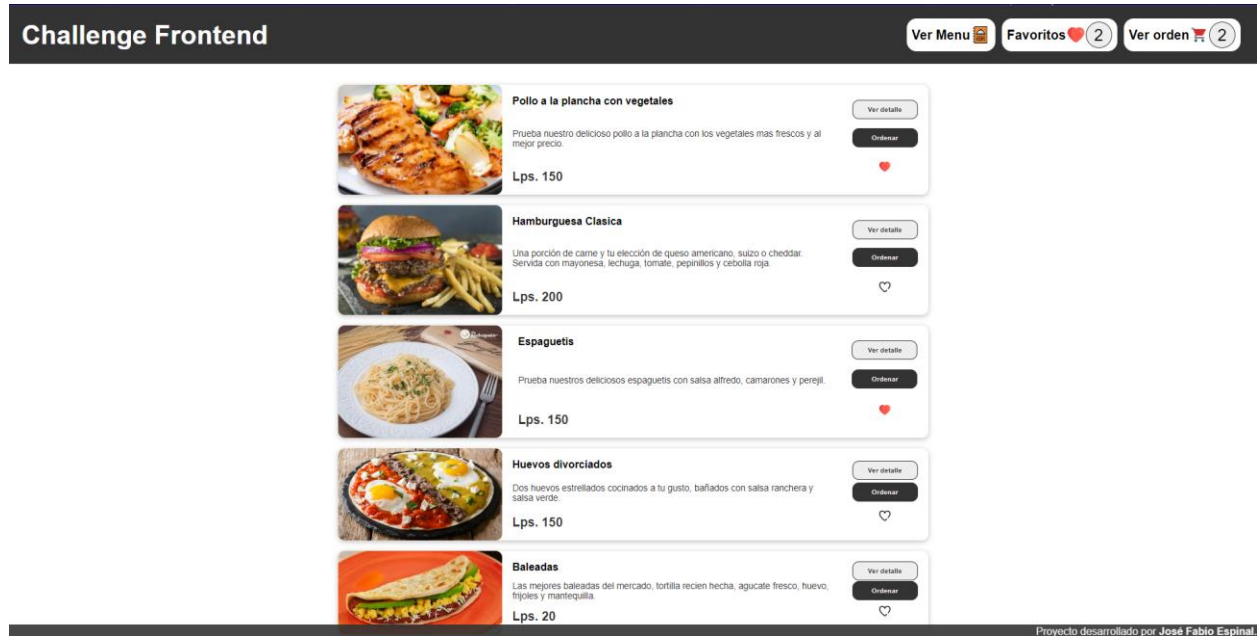 Challenge Frontend
Ver Menu
Favoritos 2
Ver orden 2
Pollo a la plancha con vegetales
Prueba nuestro delicioso pollo a la plancha con los vegetales mas frescos y al
mejor precio.
Lps. 150
Ver detalle
Ordenar
Hamburguesa Clasica
Una porción de carne y tu elección de queso americano, suizo o cheddar.
Servida con mayonesa, lechuga, tomate, pepinillos y cebolla roja.
Lps. 200
Ver detalle
Ordenar
Espaguetis
Prueba nuestros deliciosos espaguetis con salsa alfredo, camarones y perejil.
Lps. 150
Ver detalle
Ordenar
Huevos divorciados
Dos huevos estrellados cocinados a tu gusto, bañados con salsa ranchera y
salsa verde.
Lps. 150
Ver detalle
Ordenar
Baleadas
Las mejores baleadas del mercado, tortilla recien hecha, agucate fresco, huevo,
frijoles y mantequilla.
Lps. 20
Ver detalle
Ordenar
Proyecto desarrollado por José Fabio Espinal